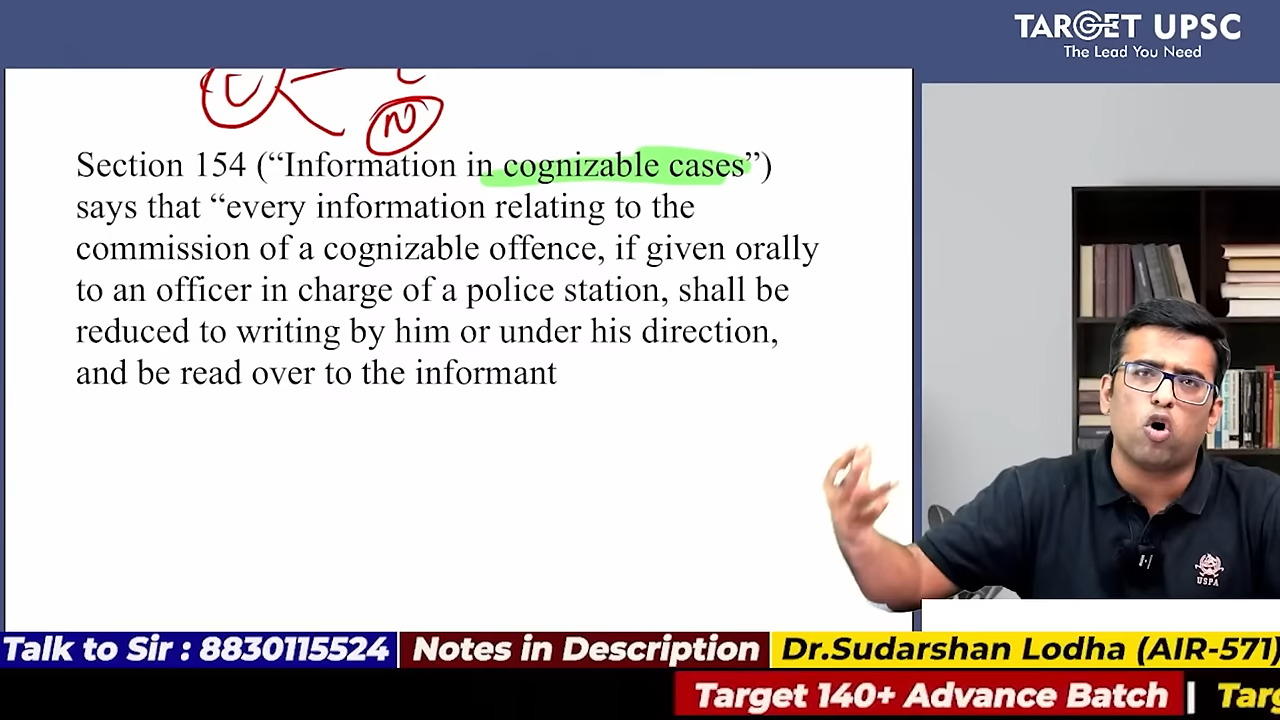 TARGET UPSC
The Lead You Need
Section 154 (“Information in cognizable cases”)
says that “every information relating to the
commission of a cognizable offence, if given orally
to an officer in charge of a police station, shall be
reduced to writing by him or under his direction,
and be read over to the informant
USPA
Talk to Sir : 8830115524 Notes in Description Dr.Sudarshan Lodha (AIR-571)
Target 140+ Advance Batch | Targ